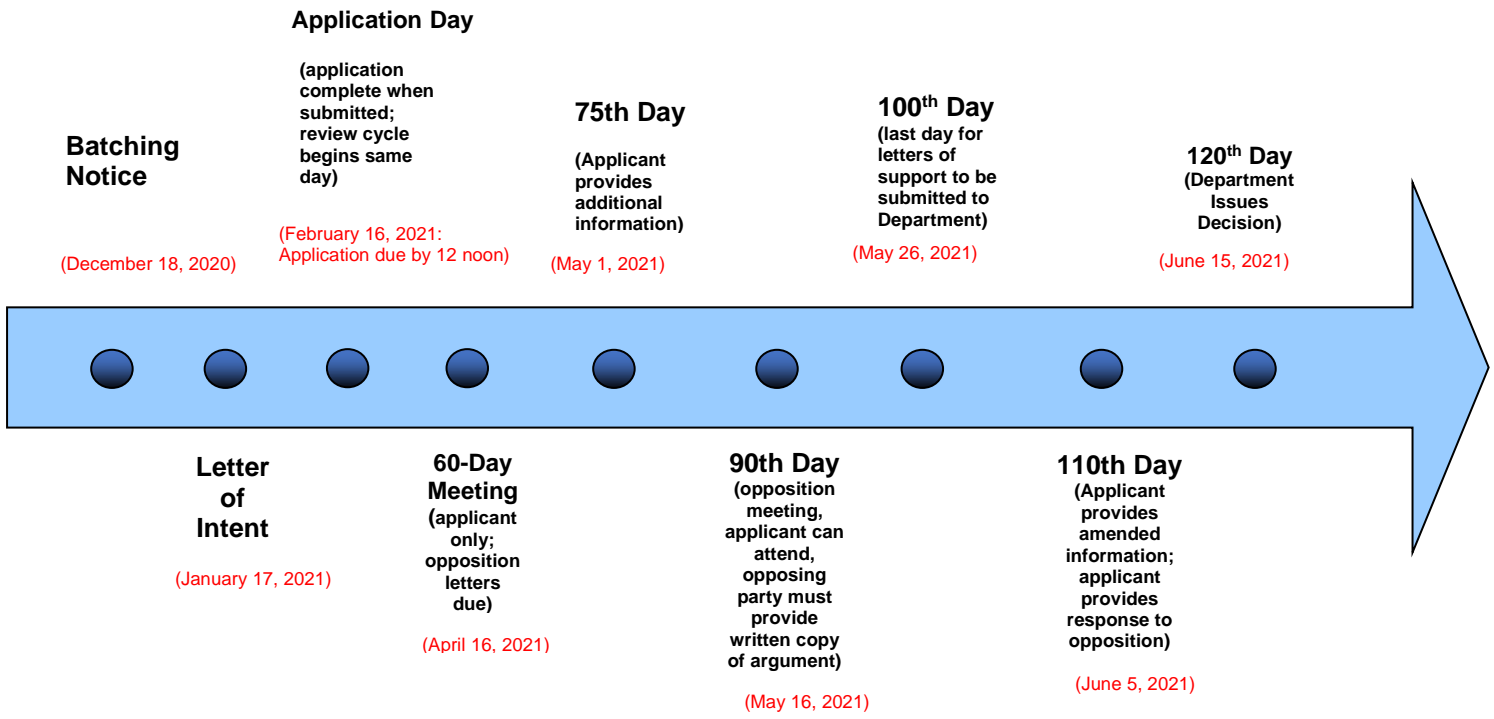 Batching
Notice
(December 18, 2020)
Letter
of
Intent
(January 17, 2021)
Application Day
(application
complete when
submitted;
review cycle
begins same
day)
(February 16, 2021:
Application due by 12 noon)
60-Day
Meeting
(applicant
only;
opposition
letters
due)
(April 16, 2021)
75th Day
(Applicant
provides
additional
information)
(May 1, 2021)
90th Day
(opposition
meeting,
applicant can
attend,
opposing
party must
provide
written copy
of argument)
(May 16, 2021)
100th Day
(last day for
letters of
support to be
submitted to
Department)
(May 26, 2021)
110th Day
(Applicant
provides
amended
information;
applicant
provides
response to
opposition)
(June 5, 2021)
120th Day
(Department
Issues
Decision)
(June 15, 2021)